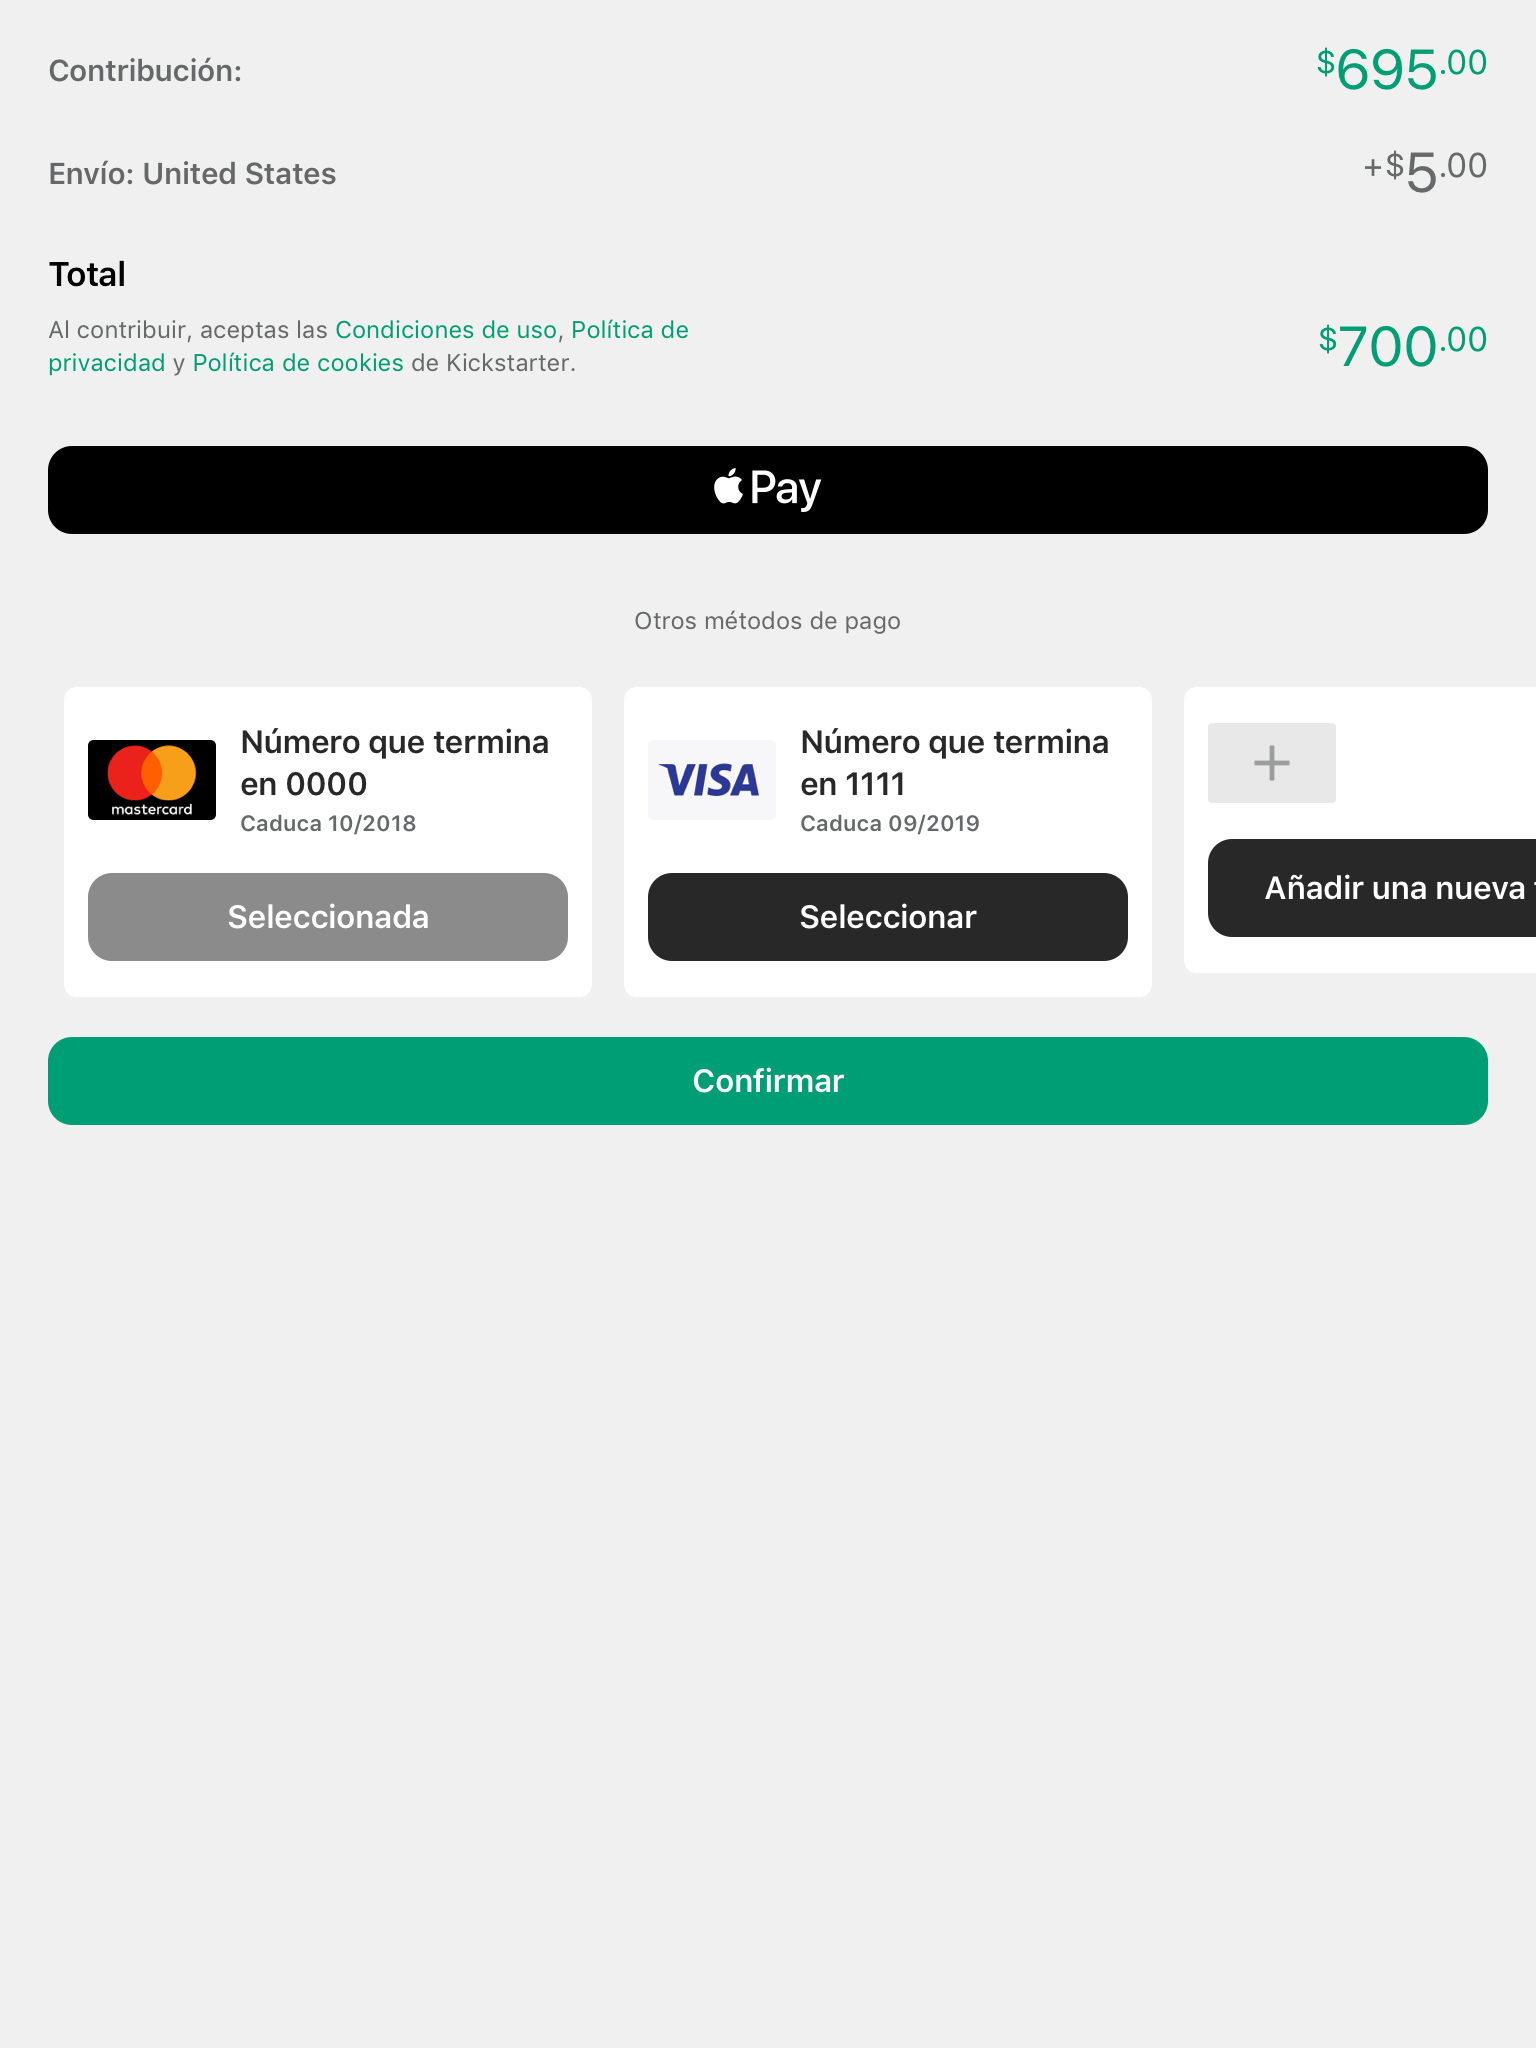 Contribución:
$695.00
Envío: United States
+$5.00
Total
Al contribuir, aceptas las Condiciones de uso, Política de
privacidad y Política de cookies de Kickstarter.
$700.00
Pay
Otros métodos de pago
mastercard
Número que termina
en 0000
Caduca 10/2018
Seleccionada
VISA
Número que termina
en 1111
Caduca 09/2019
Seleccionar
Añadir una nueva
Confirmar